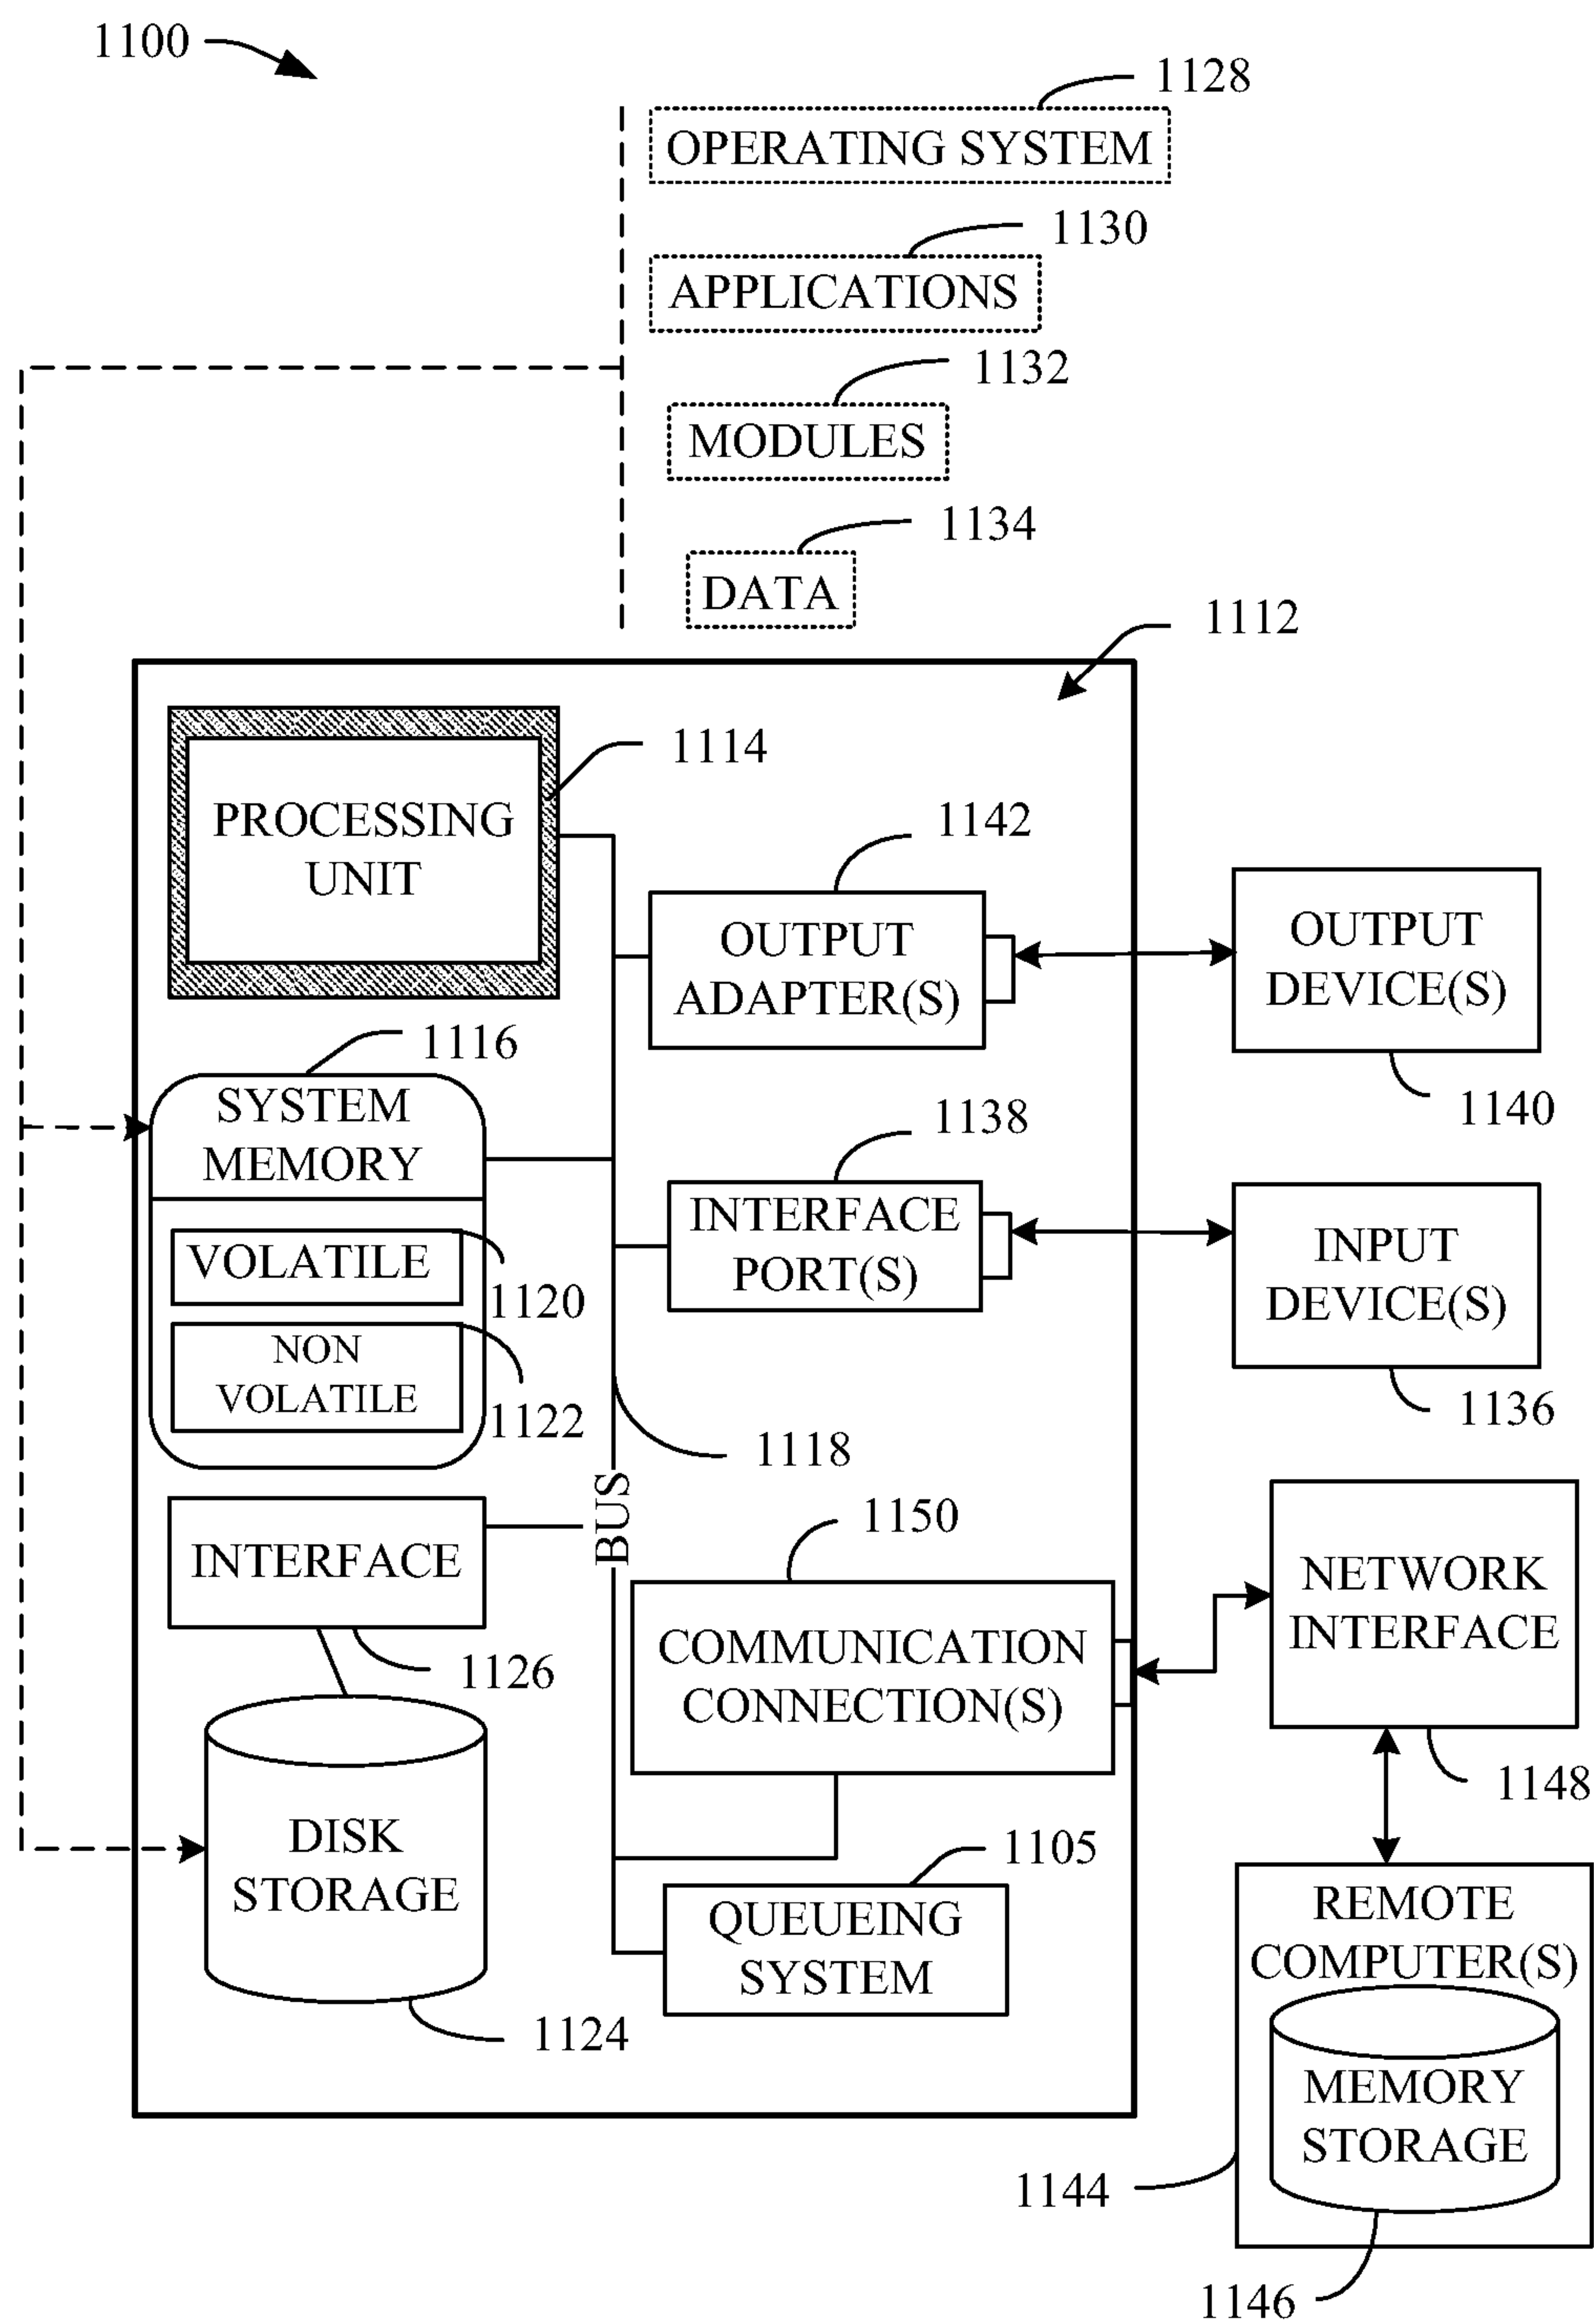 1100
1128
OPERATING SYSTEM
1130
APPLICATIONS
1132
MODULES
1134
DATA
1112
PROCESSING
UNIT
1114
1142
OUTPUT
ADAPTER(S)
OUTPUT
DEVICE(S)
1140
1116
SYSTEM
MEMORY
VOLATILE
1120
NON
VOLATILE
1122
1138
INTERFACE
PORT(S)
INPUT
DEVICE(S)
1136
1118
BUS
INTERFACE
1126
1150
COMMUNICATION
CONNECTION(S)
NETWORK
INTERFACE
1148
DISK
STORAGE
1124
1105
QUEUEING
SYSTEM
REMOTE
COMPUTER(S)
MEMORY
STORAGE
1144
1146